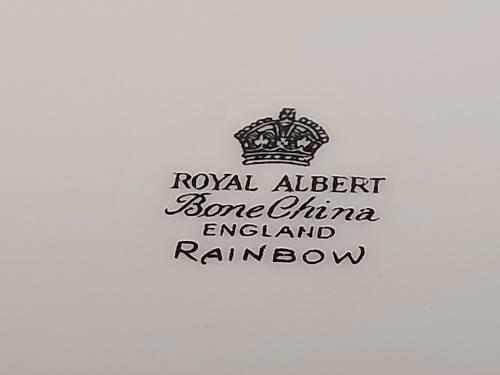 ROYAL ALBERT
Bone China
ENGLAND
RAINBOW